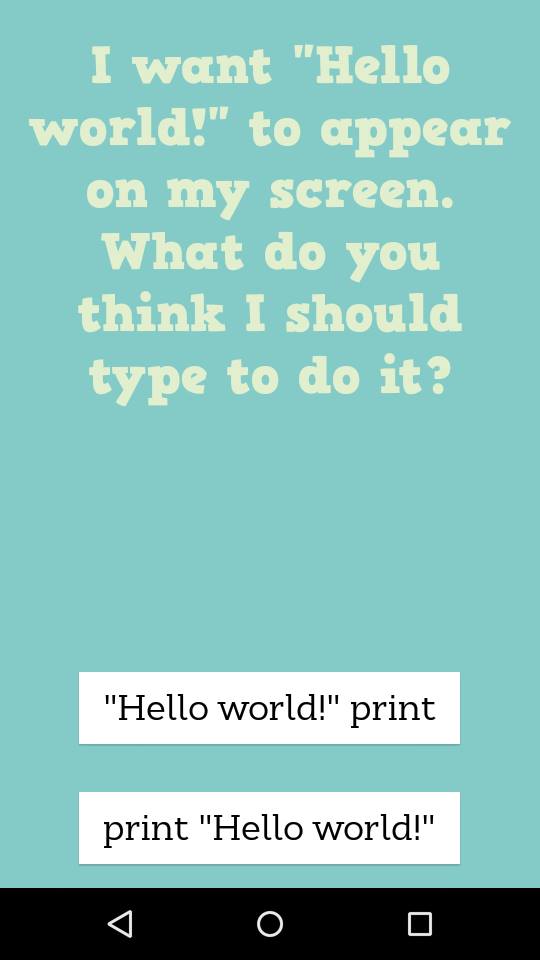 I want "Hello
world!" to appear
on my screen.
What do you
think I should
type to do it?
"Hello world!" print
print "Hello world!"